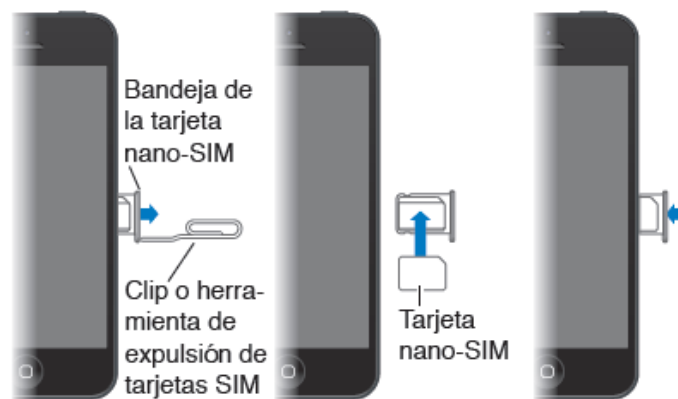 Bandeja de
la tarjeta
nano-SIM
Clip o herra-
mienta de
expulsión de
tarjetas SIM
Tarjeta
nano-SIM